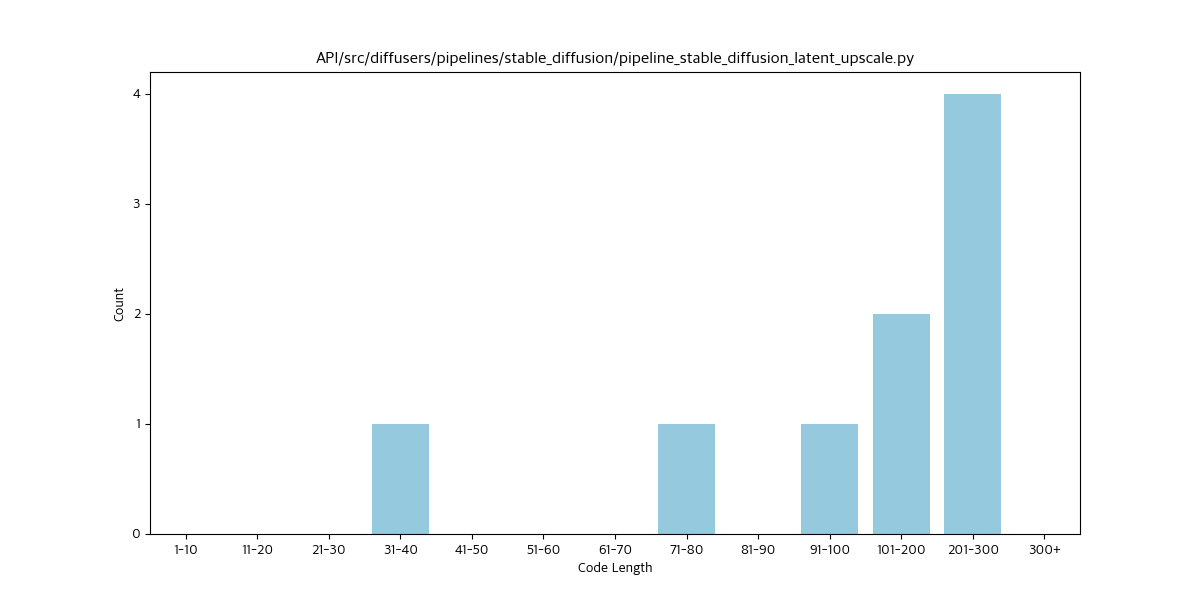 API/src/diffusers/pipelines/stable_diffusion/pipeline_stable_diffusion_latent_upscale.py
4
3
2
1
0
Count
1-10 11-20 21-30 31-40 41-50 51-60 61-70 71-80 81-90 91-100 101-200 201-300 300+
Code Length